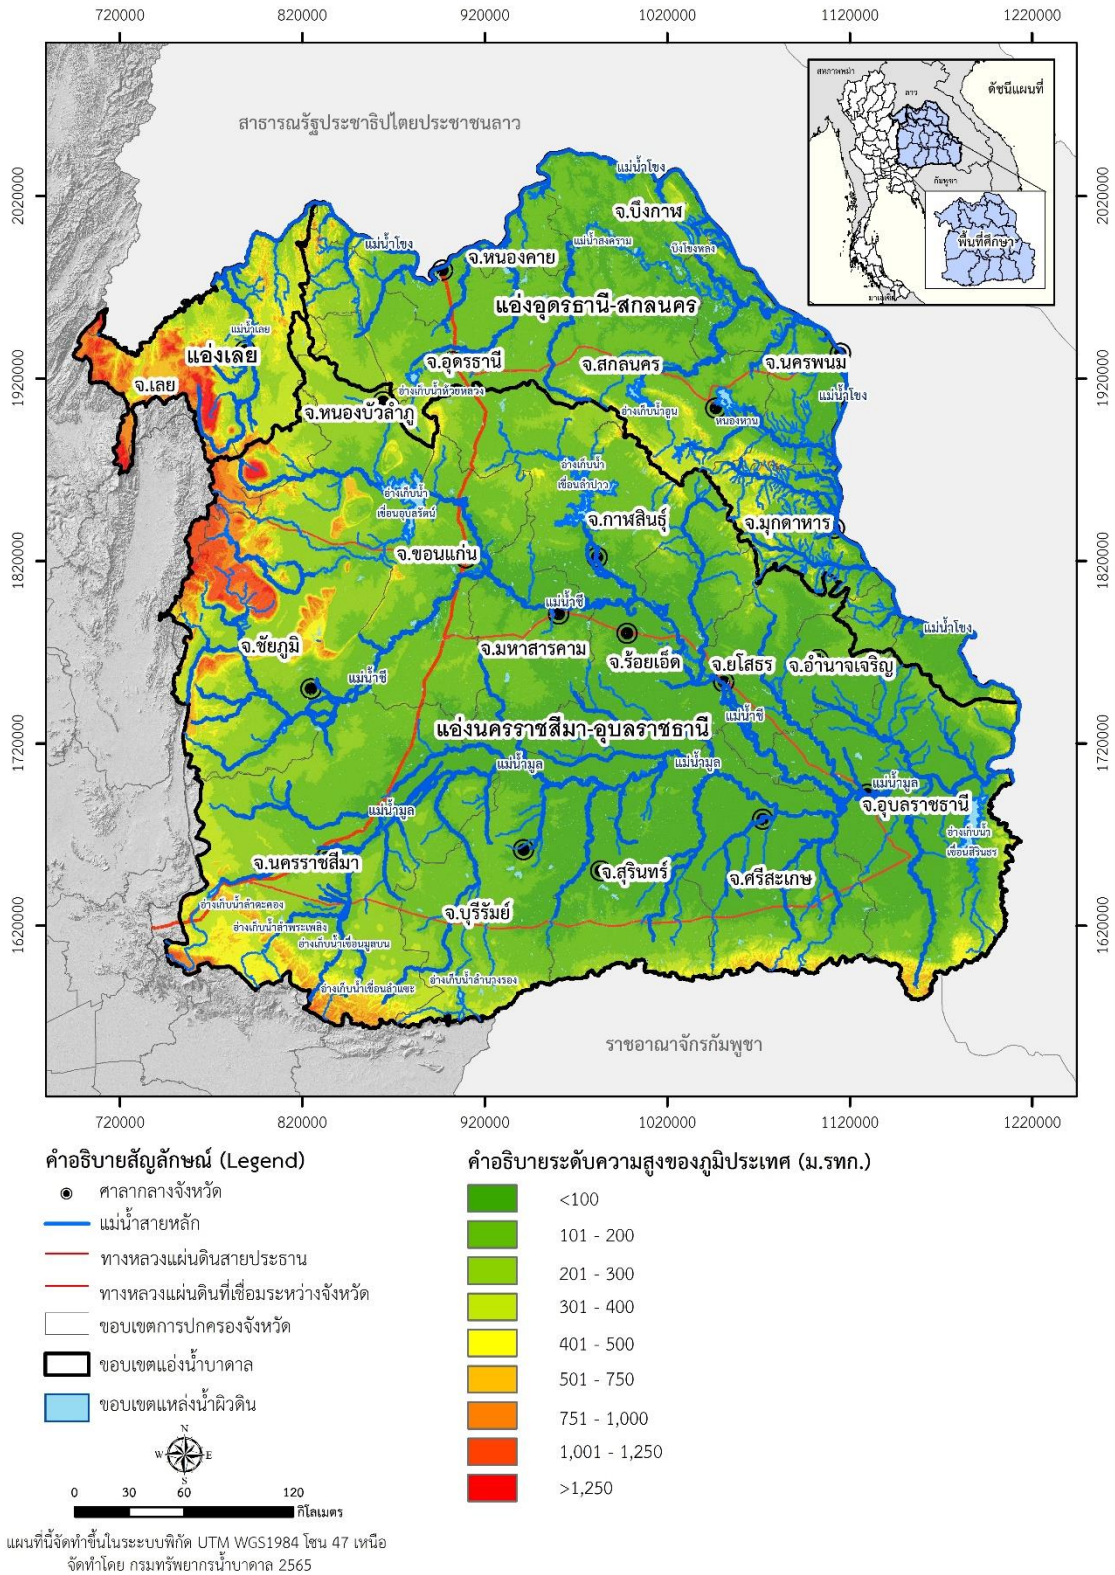 720000 820000 920000 1020000 1120000 1220000
สหภาพพม่า
ลาว
ดัชนีแผนที่
กัมพูชา
พื้นที่ศึกษา
มาเลเซีย
สาธารณรัฐประชาธิปไตยประชาชนลาว
2020000
2020000
แม่น้ำโขง
จ.บึงกาฬ
แม่น้ำสงคราม
แม่น้ำโขง
บึงโขงหลง
จ.หนองคาย
แอ่งอุดรธานี-สกลนคร
แม่น้ำเลย
แอ่งเลย
จ.อุดรธานี
จ.สกลนคร
จ.นครพนม
1920000
1920000
จ.เลย
อ่างเก็บน้ำห้วยหลวง
แม่น้ำโขง
จ.หนองบัวลำภู
อ่างเก็บน้ำอูน
หนองหาน
อ่างเก็บน้ำ
เขื่อนลำปาว
อ่างเก็บน้ำ
เขื่อนอุบลรัตน์
จ.กาฬสินธุ์
จ.มุกดาหาร
จ.ขอนแก่น
1820000
1820000
แม่น้ำชี
แม่น้ำโขง
จ.ชัยภูมิ
จ.มหาสารคาม
จ.ร้อยเอ็ด
จ.ยโสธร
จ.อำนาจเจริญ
แม่น้ำชี
แม่น้ำชี
แอ่งนครราชสีมา-อุบลราชธานี
1720000
1720000
แม่น้ำมูล
แม่น้ำมูล
แม่น้ำมูล
แม่น้ำมูล
จ.อุบลราชธานี
อ่างเก็บน้ำ
เขื่อนสิรินธร
จ.นครราชสีมา
จ.สุรินทร์
จ.ศรีสะเกษ
อ่างเก็บน้ำลำตะคอง
จ.บุรีรัมย์
1620000
1620000
อ่างเก็บน้ำลำพระเพลิง
อ่างเก็บน้ำเขื่อนมูลบน
อ่างเก็บน้ำลำนางรอง
อ่างเก็บน้ำเขื่อนลำแซะ
ราชอาณาจักรกัมพูชา
720000 820000 920000 1020000 1120000 1220000
คำอธิบายสัญลักษณ์ (Legend)
ศาลากลางจังหวัด
แม่น้ำสายหลัก
ทางหลวงแผ่นดินสายประธาน
ทางหลวงแผ่นดินที่เชื่อมระหว่างจังหวัด
ขอบเขตการปกครองจังหวัด
ขอบเขตแอ่งน้ำบาดาล
ขอบเขตแหล่งน้ำผิวดิน
N
W E
S
0 30 60 120
กิโลเมตร
แผนที่นี้จัดทำขึ้นในระะบบพิกัด UTM WGS1984 โซน 47 เหนือ
จัดทำโดย กรมทรัพยากรน้ำบาดาล 2565
คำอธิบายระดับความสูงของภูมิประเทศ (ม.รทก.)
<100
101 - 200
201 - 300
301 - 400
401 - 500
501 - 750
751 - 1,000
1,001 - 1,250
>1,250